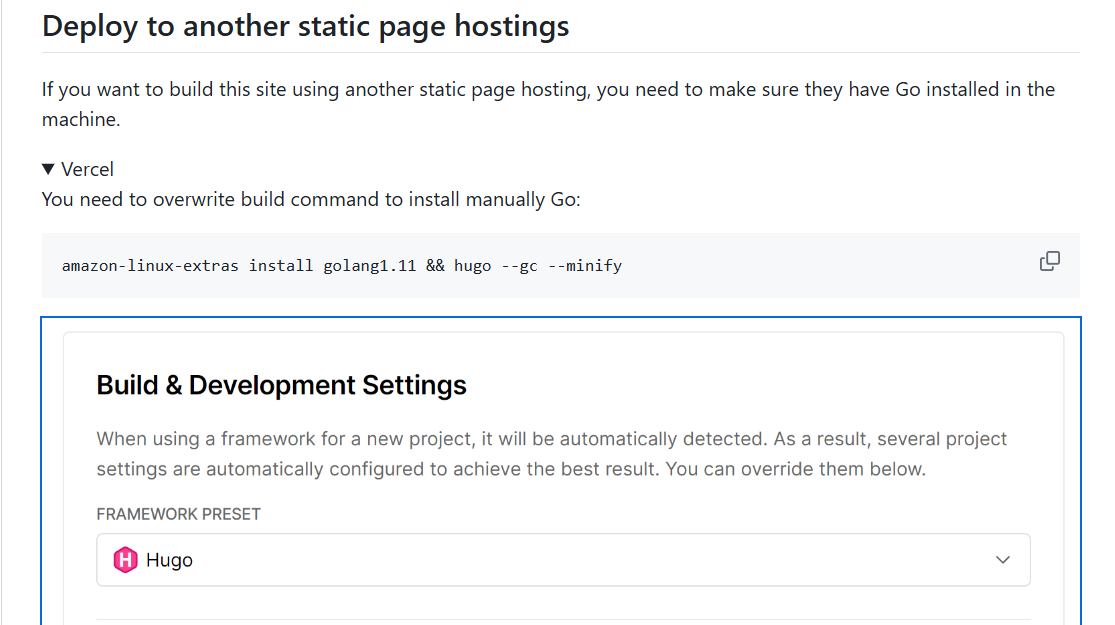 Deploy to another static page hostings
If you want to build this site using another static page hosting, you need to make sure they have Go installed in the
machine.
▼ Vercel
You need to overwrite build command to install manually Go:
amazon-linux-extras install golang1.11 && hugo --gc --minify
Build & Development Settings
When using a framework for a new project, it will be automatically detected. As a result, several project
settings are automatically configured to achieve the best result. You can override them below.
FRAMEWORK PRESET
H Hugo